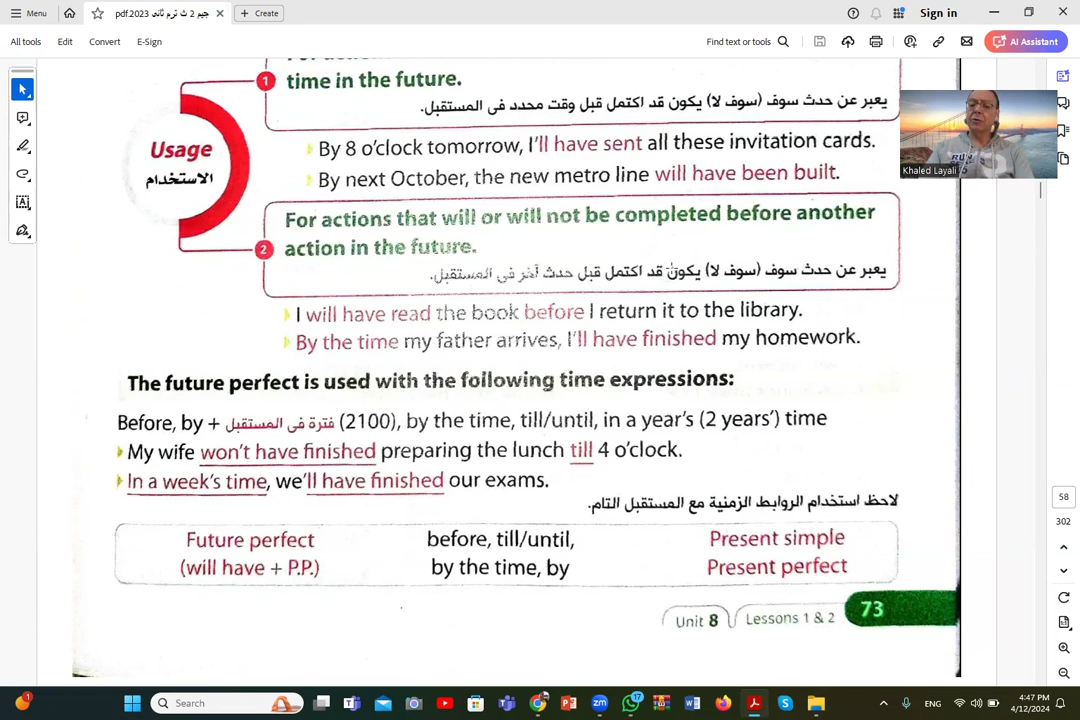 Menu
جيم 2 ث ترم ثانى 2023.pdf
Create
Sign in
All tools Edit Convert E-Sign
Find text or tools
AI Assistant
time in the future.
1
يعبر عن حدث سوف (سوف لا) يكون قد اكتمل قبل وقت محدد فى المستقبل.
Usage
الاستخدام
By 8 o'clock tomorrow, I'll have sent all these invitation cards.
By next October, the new metro line will have been built.
For actions that will or will not be completed before another
2
action in the future.
يعبر عن حدث سوف (سوف لا) يكون قد اكتمل قبل حدث آخر فى المستقبل.
I will have read the book before I return it to the library.
By the time my father arrives, I'll have finished my homework.
The future perfect is used with the following time expressions:
Before, by + فترة فى المستقبل (2100), by the time, till/until, in a year's (2 years') time
My wife won't have finished preparing the lunch till 4 o'clock.
In a week's time, we'll have finished our exams.
لاحظ استخدام الروابط الزمنية مع المستقبل التام.
Future perfect before, till/until, Present simple
(will have + P.P.) by the time, by Present perfect
Unit 8 Lessons 1 & 2 73
Khaled Layali
58
302
1
Search
17
ENG
4:47 PM
4/12/2024